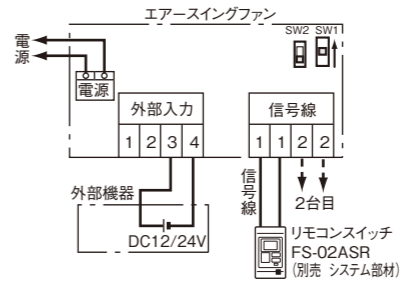 エアースイングファン
SW2 SW1
電源
電源
外部入力
1 2 3 4
信号線
1 1 2 2
外部機器
DC12/24V
信号線
2台目
リモコンスイッチ
FS-02ASR
(別売 システム部材)